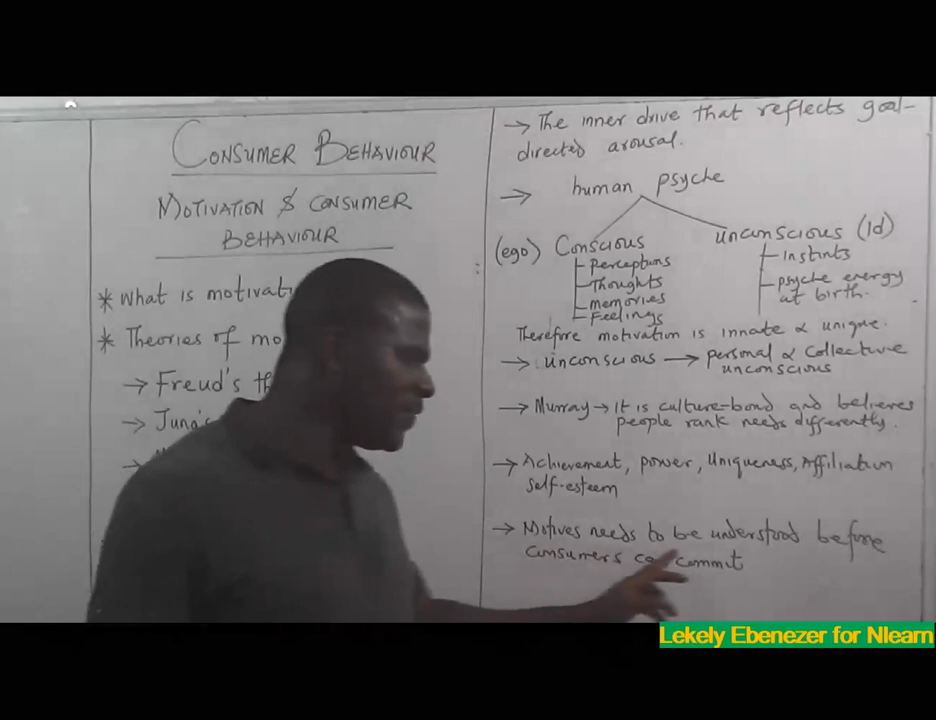 CONSUMER BEHAVIOUR
MOTIVATION & CONSUMER
BEHAVIOUR
* What is motivati
* Theories of mo
→ Freud's th
→ Jung's
→
→ The inner drive that reflects goal-
directed arousal.
→ human psyche
(ego) Conscious
Perceptions
Thoughts
memories
Feelings
unconscious (Id)
instints
psyche energy
at birth.
Therefore motivation is innate & unique.
→ unconscious → personal & Collective
unconscious
→ Murray → It is culture-bond and believes
people rank needs differently.
→ Achievement, power, Uniqueness, Affiliation
self-esteem
→ Motives needs to be understood before
consumers commit
Lekely Ebenezer for Nlearn